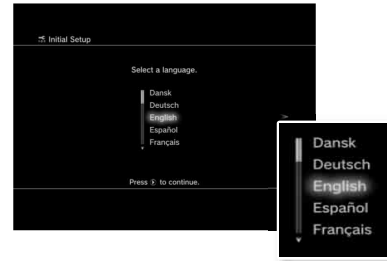 Initial Setup
Select a language.
Dansk
Deutsch
English
Español
Français
Press to continue.
Dansk
Deutsch
English
Español
Français